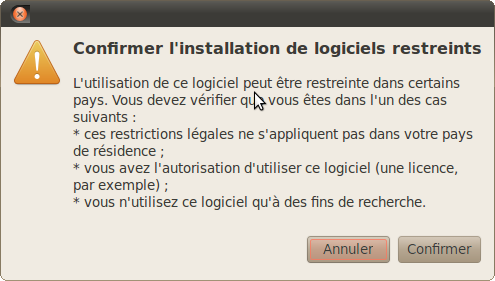 Confirmer l'installation de logiciels restreints
L'utilisation de ce logiciel peut être restreinte dans certains
pays. Vous devez vérifier que vous êtes dans l'un des cas
suivants :
* ces restrictions légales ne s'appliquent pas dans votre pays
de résidence ;
* vous avez l'autorisation d'utiliser ce logiciel (une licence,
par exemple) ;
* vous n'utilisez ce logiciel qu'à des fins de recherche.
Annuler Confirmer